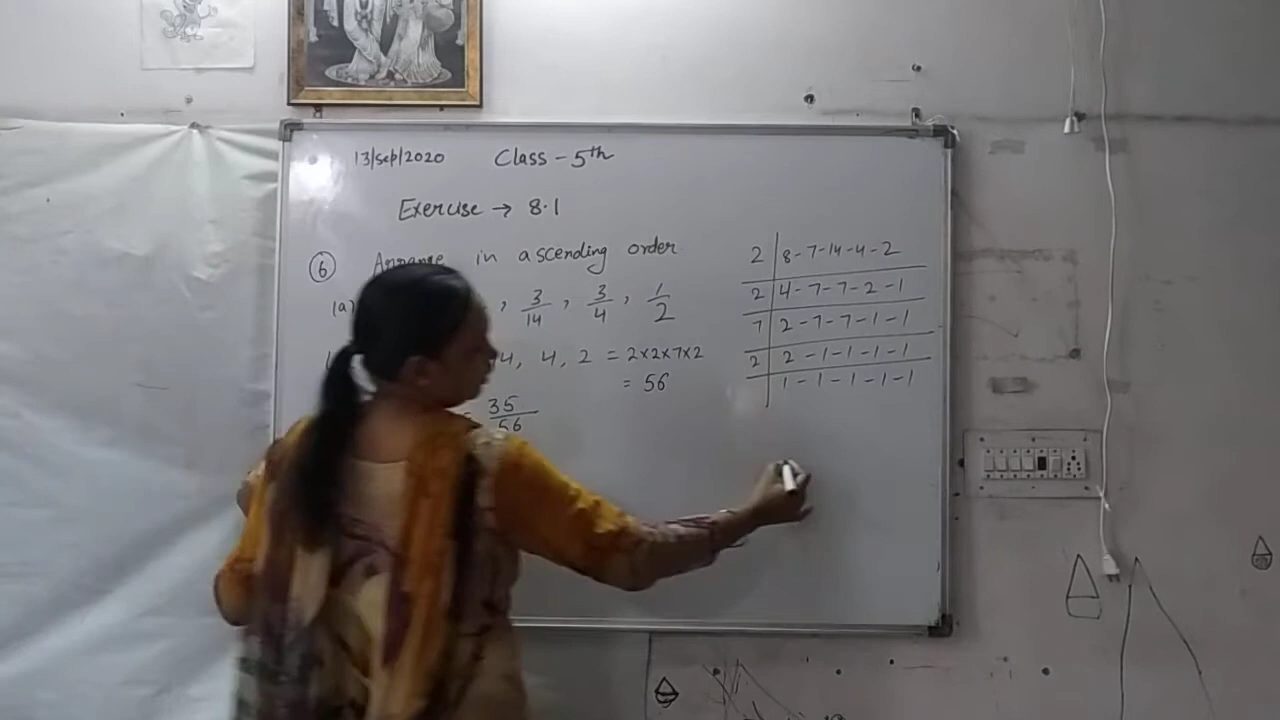 13/Sep/2020 Class - 5th
Exercise → 8.1
6 Arrange in ascending order
(a) , 3/14 , 3/4 , 1/2
4, 4, 2 = 2×2×7×2
= 56
35/56
2 | 8 - 7 - 14 - 4 - 2
2 | 4 - 7 - 7 - 2 - 1
7 | 2 - 7 - 7 - 1 - 1
2 | 2 - 1 - 1 - 1 - 1
1 - 1 - 1 - 1 - 1